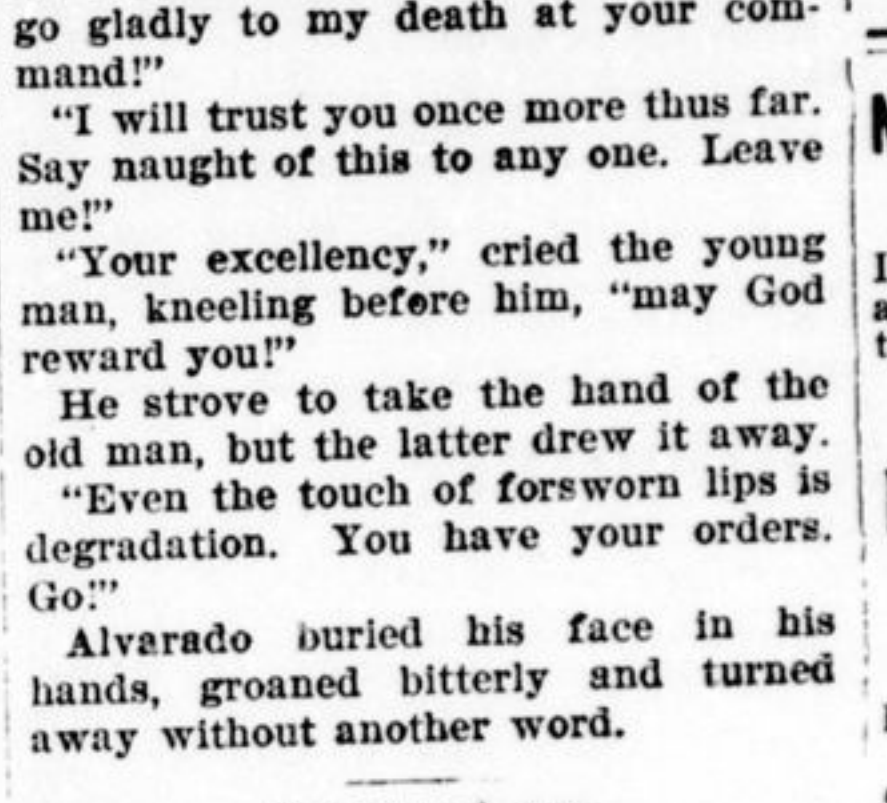 go gladly to my death at your com-
mand!"
"I will trust you once more thus far.
Say naught of this to any one. Leave
me!"
"Your excellency," cried the young
man, kneeling before him, "may God
reward you!"
He strove to take the hand of the
old man, but the latter drew it away.
"Even the touch of forsworn lips is
degradation. You have your orders.
Go!"
Alvarado buried his face in his
hands, groaned bitterly and turned
away without another word.